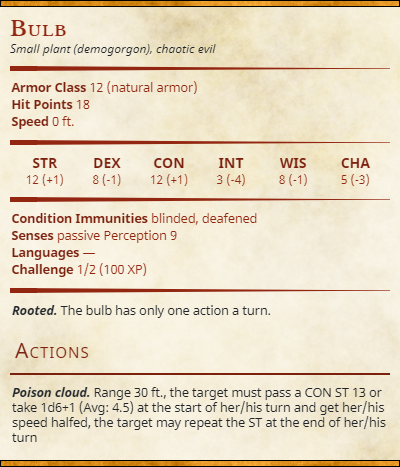 Bulb
Small plant (demogorgon), chaotic evil
Armor Class 12 (natural armor)
Hit Points 18
Speed 0 ft.
STR DEX CON INT WIS CHA
12 (+1) 8 (-1) 12 (+1) 3 (-4) 8 (-1) 5 (-3)
Condition Immunities blinded, deafened
Senses passive Perception 9
Languages —
Challenge 1/2 (100 XP)
Rooted. The bulb has only one action a turn.
Actions
Poison cloud. Range 30 ft., the target must pass a CON ST 13 or
take 1d6+1 (Avg: 4.5) at the start of her/his turn and get her/his
speed halfed, the target may repeat the ST at the end of her/his
turn